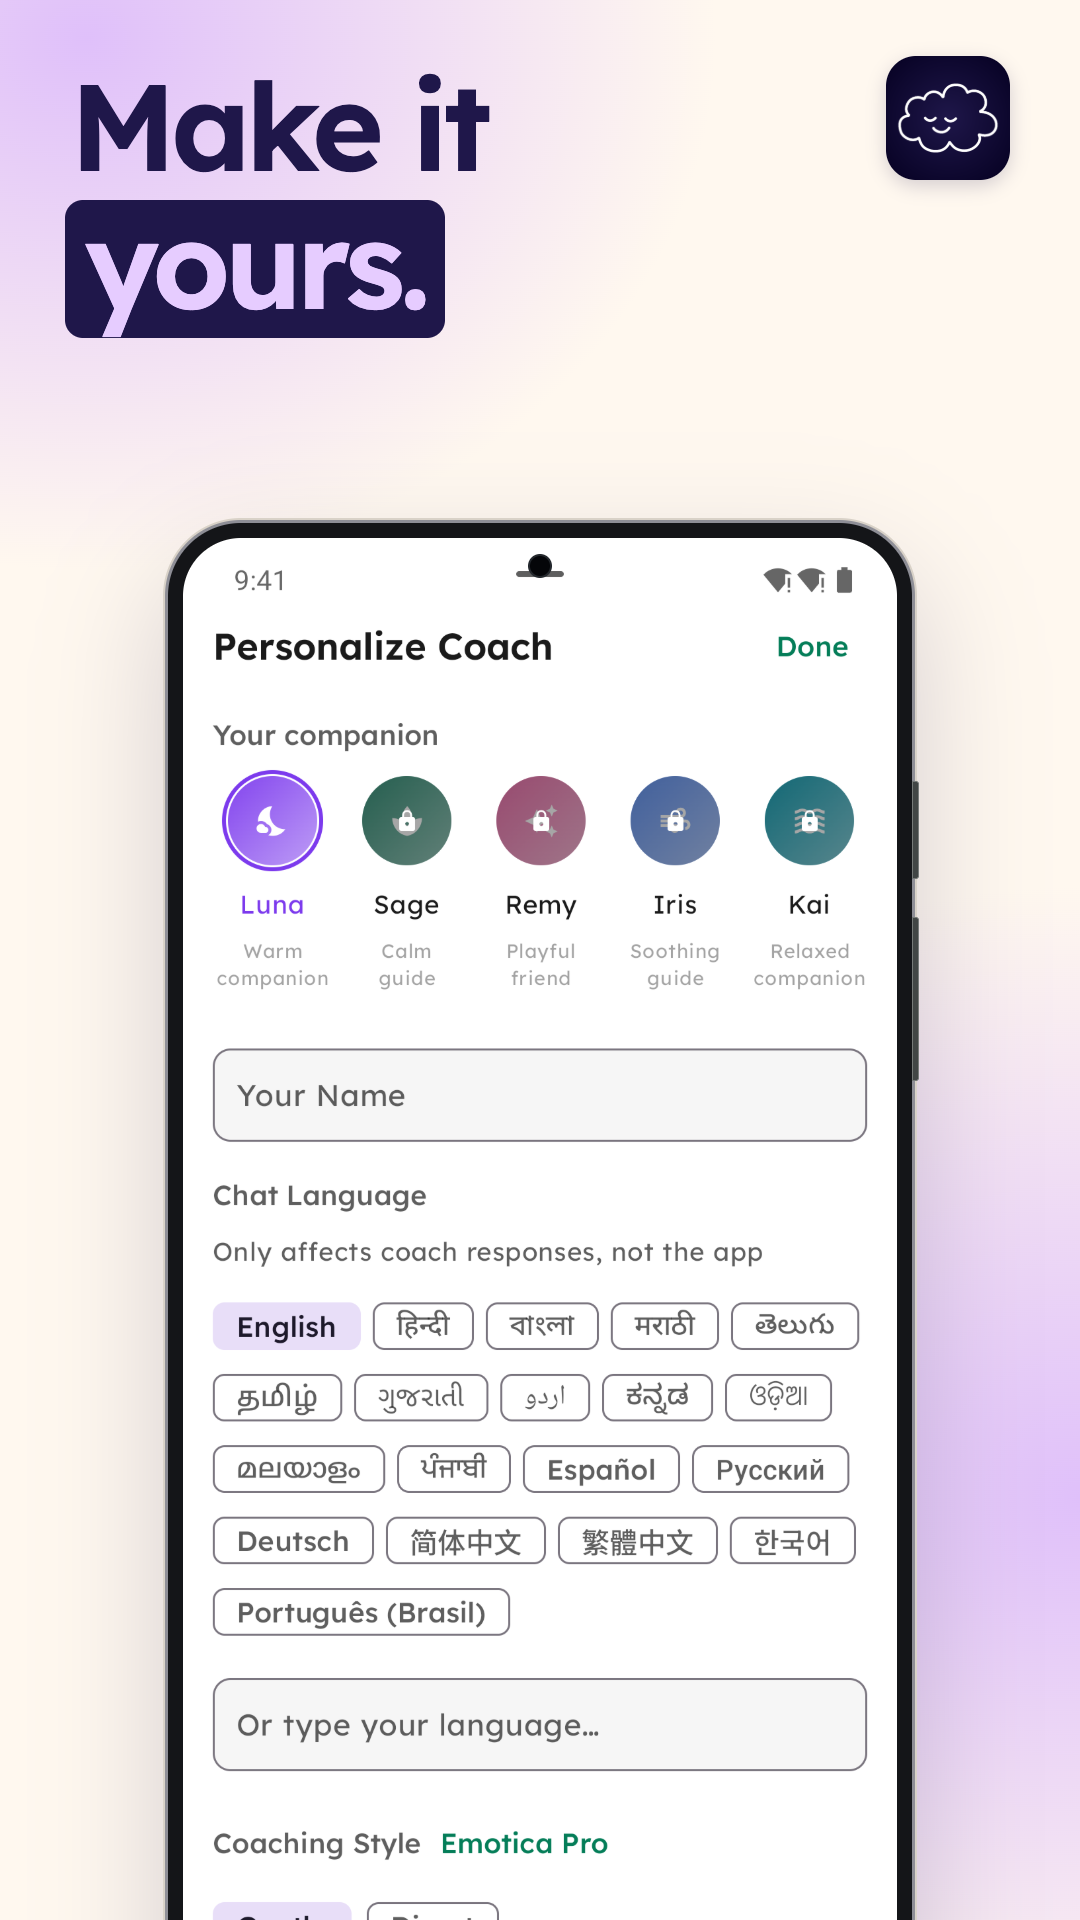 Make it
yours.
9:41
Personalize Coach
Done
Your companion
Luna
Warm
companion
Sage
Calm
guide
Remy
Playful
friend
Iris
Soothing
guide
Kai
Relaxed
companion
Your Name
Chat Language
Only affects coach responses, not the app
English हिन्दी বাংলা मराठी తెలుగు
தமிழ் ગુજરાતી اردو ಕನ್ನಡ ଓଡ଼ିଆ
മലയാളം ਪੰਜਾਬੀ Español Русский
Deutsch 简体中文 繁體中文 한국어
Português (Brasil)
Or type your language…
Coaching Style Emotica Pro